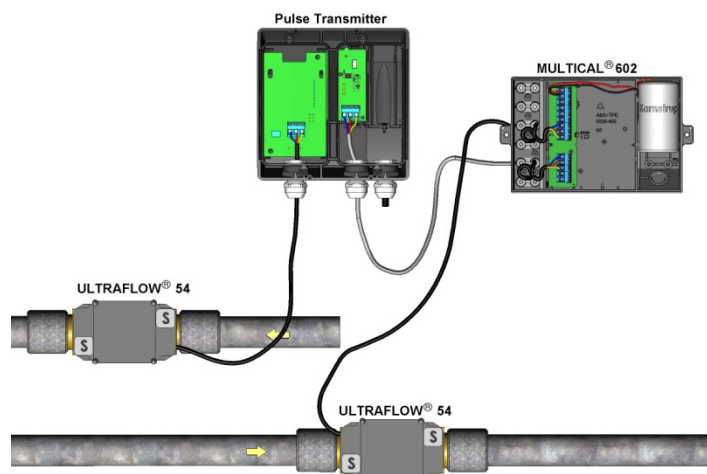 Pulse Transmitter
MULTICAL® 602
Kamstrup
ULTRAFLOW® 54
S
S
ULTRAFLOW® 54
S
S